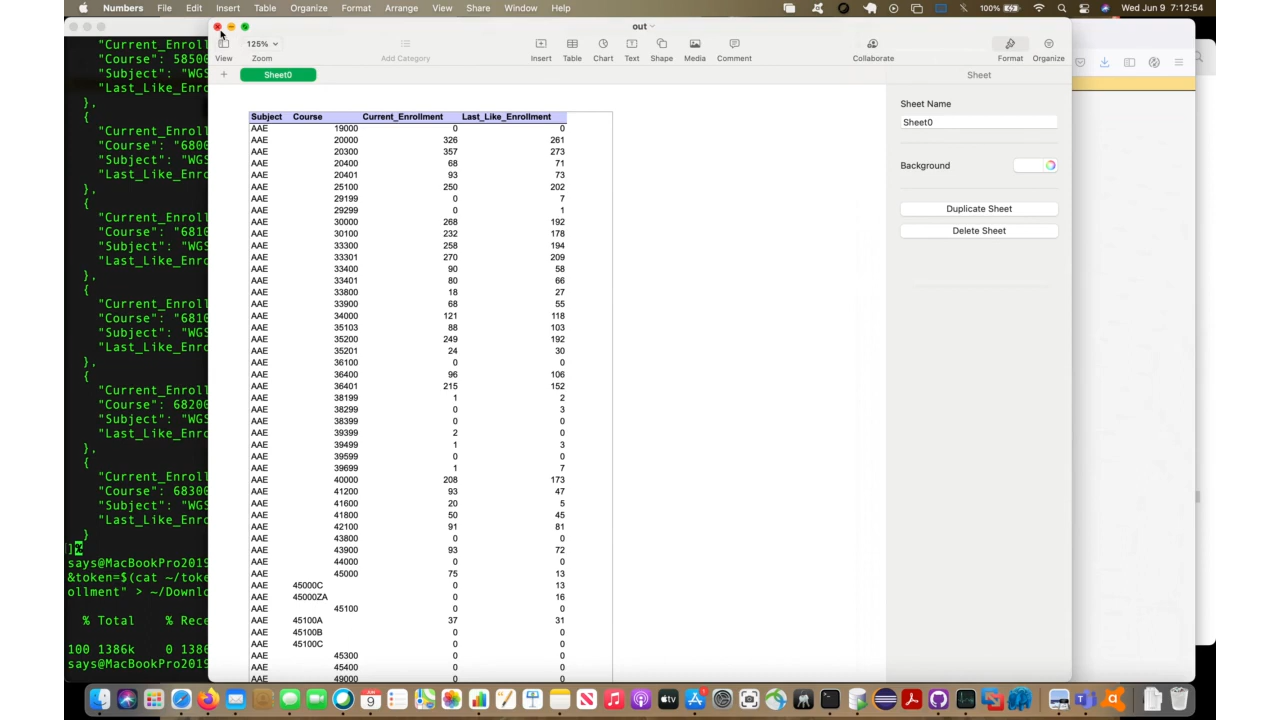 Numbers File Edit Insert Table Organize Format Arrange View Share Window Help 100% Wed Jun 9 7:12:54
out
125%
View Zoom Add Category Insert Table Chart Text Shape Media Comment Collaborate Format Organize
+ Sheet0 Sheet
"Current_Enroll
"Course": 58500
"Subject": "WGS
"Last_Like_Enro
},
{
"Current_Enroll
"Course": "6800
"Subject": "WGS
"Last_Like_Enro
},
{
"Current_Enroll
"Course": "6810
"Subject": "WGS
"Last_Like_Enro
},
{
"Current_Enroll
"Course": "6810
"Subject": "WGS
"Last_Like_Enro
},
{
"Current_Enroll
"Course": 68200
"Subject": "WGS
"Last_Like_Enro
},
{
"Current_Enroll
"Course": 68300
"Subject": "WGS
"Last_Like_Enro
}
]%
says@MacBookPro2019
&token=$(cat ~/toke
ollment" > ~/Downlo
% Total % Rece
100 1386k 0 1386
says@MacBookPro2019
Subject Course Current_Enrollment Last_Like_Enrollment
AAE 19000 0 0
AAE 20000 326 261
AAE 20300 357 273
AAE 20400 68 71
AAE 20401 93 73
AAE 25100 250 202
AAE 29199 0 7
AAE 29299 0 1
AAE 30000 268 192
AAE 30100 232 178
AAE 33300 258 194
AAE 33301 270 209
AAE 33400 90 58
AAE 33401 80 66
AAE 33800 18 27
AAE 33900 68 55
AAE 34000 121 118
AAE 35103 88 103
AAE 35200 249 192
AAE 35201 24 30
AAE 36100 0 0
AAE 36400 96 106
AAE 36401 215 152
AAE 38199 1 2
AAE 38299 0 3
AAE 38399 0 0
AAE 39399 2 0
AAE 39499 1 3
AAE 39599 0 0
AAE 39699 1 7
AAE 40000 208 173
AAE 41200 93 47
AAE 41600 20 5
AAE 41800 50 45
AAE 42100 91 81
AAE 43800 0 0
AAE 43900 93 72
AAE 44000 0 0
AAE 45000 75 13
AAE 45000C 0 13
AAE 45000ZA 0 16
AAE 45100 0 0
AAE 45100A 37 31
AAE 45100B 0 0
AAE 45100C 0 0
AAE 45300 0 0
AAE 45400 0 0
AAE 49000 0 0
Sheet Name
Sheet0
Background
Duplicate Sheet
Delete Sheet
JUN
9
tv